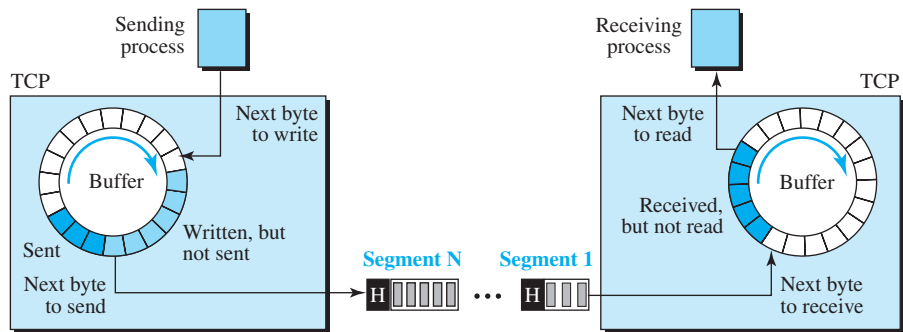 Sending
process
TCP
Next byte
to write
Buffer
Written, but
not sent
Sent
Next byte
to send
Segment N
H
...
Segment 1
H
Receiving
process
TCP
Next byte
to read
Buffer
Received,
but not read
Next byte
to receive